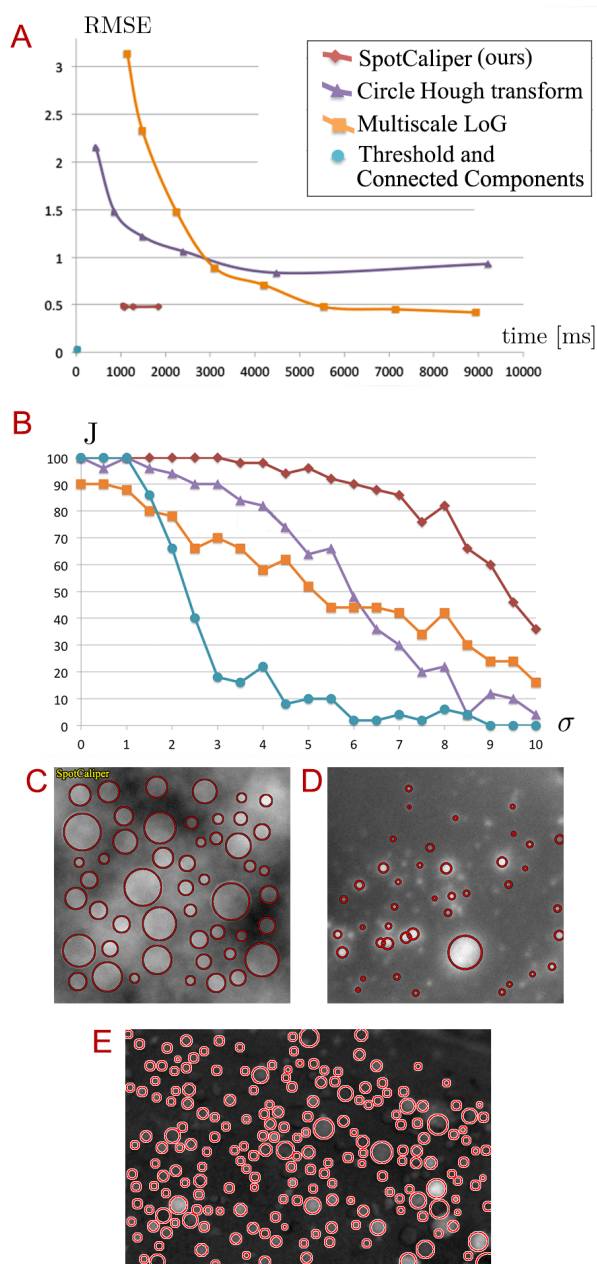 A
RMSE
3
2.5
2
1.5
1
0.5
0
0 1000 2000 3000 4000 5000 6000 7000 8000 9000 10000
time [ms]
SpotCaliper (ours)
Circle Hough transform
Multiscale LoG
Threshold and
Connected Components
B
J
100
90
80
70
60
50
40
30
20
10
0
0 1 2 3 4 5 6 7 8 9 10
σ
C
SpotCaliper
D
E